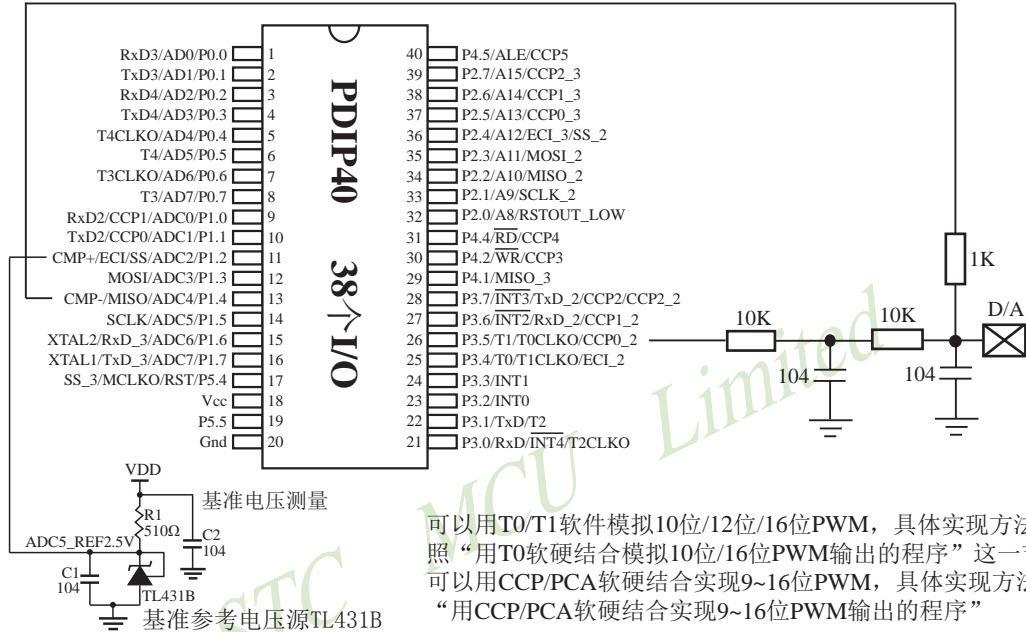 RxD3/AD0/P0.0 1
TxD3/AD1/P0.1 2
RxD4/AD2/P0.2 3
TxD4/AD3/P0.3 4
T4CLKO/AD4/P0.4 5
T4/AD5/P0.5 6
T3CLKO/AD6/P0.6 7
T3/AD7/P0.7 8
RxD2/CCP1/ADC0/P1.0 9
TxD2/CCP0/ADC1/P1.1 10
CMP+/ECI/SS/ADC2/P1.2 11
MOSI/ADC3/P1.3 12
CMP-/MISO/ADC4/P1.4 13
SCLK/ADC5/P1.5 14
XTAL2/RxD_3/ADC6/P1.6 15
XTAL1/TxD_3/ADC7/P1.7 16
SS_3/MCLKO/RST/P5.4 17
Vcc 18
P5.5 19
Gnd 20
PDIP40 38个I/O
40 P4.5/ALE/CCP5
39 P2.7/A15/CCP2_3
38 P2.6/A14/CCP1_3
37 P2.5/A13/CCP0_3
36 P2.4/A12/ECI_3/SS_2
35 P2.3/A11/MOSI_2
34 P2.2/A10/MISO_2
33 P2.1/A9/SCLK_2
32 P2.0/A8/RSTOUT_LOW
31 P4.4/RD/CCP4
30 P4.2/WR/CCP3
29 P4.1/MISO_3
28 P3.7/INT3/TxD_2/CCP2/CCP2_2
27 P3.6/INT2/RxD_2/CCP1_2
26 P3.5/T1/T0CLKO/CCP0_2
25 P3.4/T0/T1CLKO/ECI_2
24 P3.3/INT1
23 P3.2/INT0
22 P3.1/TxD/T2
21 P3.0/RxD/INT4/T2CLKO
1K
D/A
10K
10K
104
104
VDD
基准电压测量
R1
510Ω
C2
104
ADC5_REF2.5V
C1
104
TL431B
基准参考电压源TL431B
可以用T0/T1软件模拟10位/12位/16位PWM，具体实现方法
照“用T0软硬结合模拟10位/16位PWM输出的程序”这一
可以用CCP/PCA软硬结合实现9~16位PWM，具体实现方法
“用CCP/PCA软硬结合实现9~16位PWM输出的程序”
STC MCU Limited